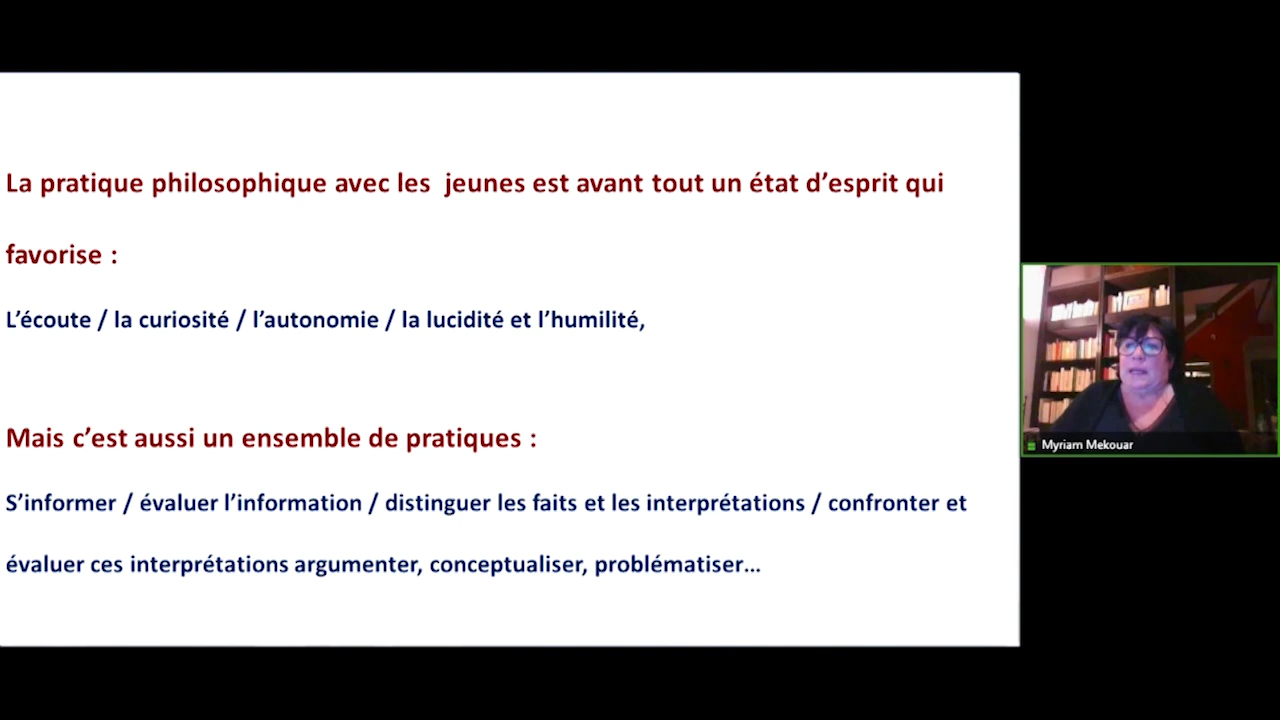 La pratique philosophique avec les jeunes est avant tout un état d’esprit qui
favorise :
L’écoute / la curiosité / l’autonomie / la lucidité et l’humilité,
Mais c’est aussi un ensemble de pratiques :
S’informer / évaluer l’information / distinguer les faits et les interprétations / confronter et
évaluer ces interprétations argumenter, conceptualiser, problématiser…
Myriam Mekouar